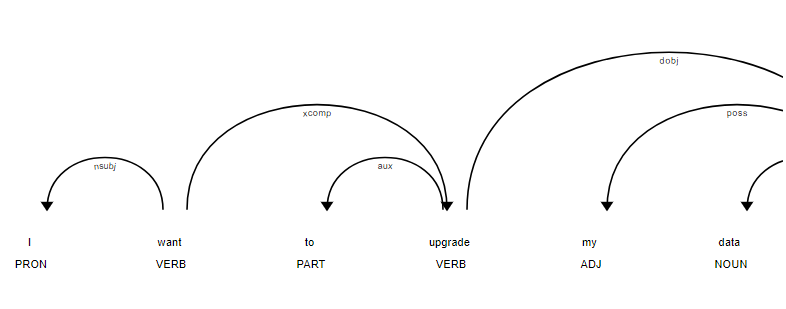 dobj
xcomp poss
nsubj aux
I want to upgrade my data
PRON VERB PART VERB ADJ NOUN